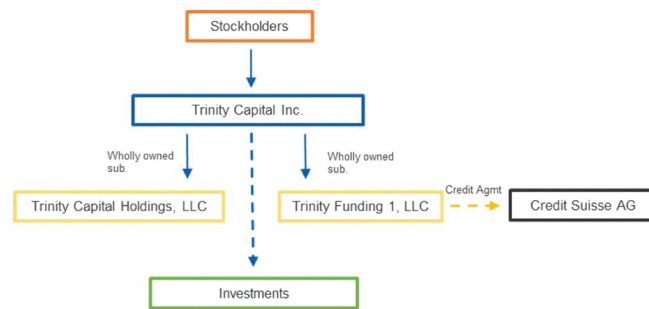 Stockholders
Trinity Capital Inc.
Wholly owned
sub.
Wholly owned
sub.
Trinity Capital Holdings, LLC
Trinity Funding 1, LLC
Credit Agmt
Credit Suisse AG
Investments